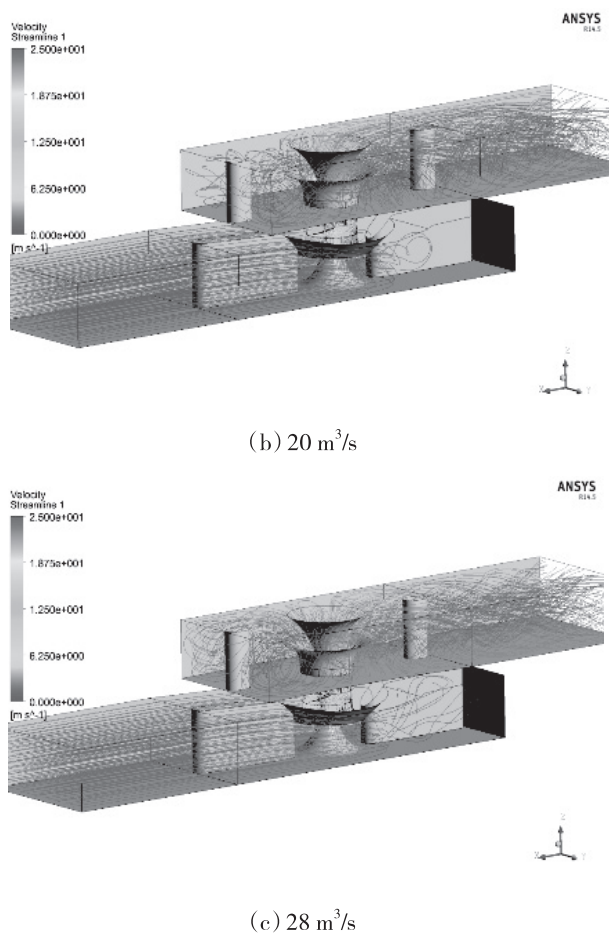 Velocity
Streamline 1
2.500e+001
1.875e+001
1.250e+001
6.250e+000
0.000e+000
[m s^-1]
ANSYS
R14.5
Z
X
Y
(b) 20 m³/s
Velocity
Streamline 1
2.500e+001
1.875e+001
1.250e+001
6.250e+000
0.000e+000
[m s^-1]
ANSYS
R14.5
Z
X
Y
(c) 28 m³/s